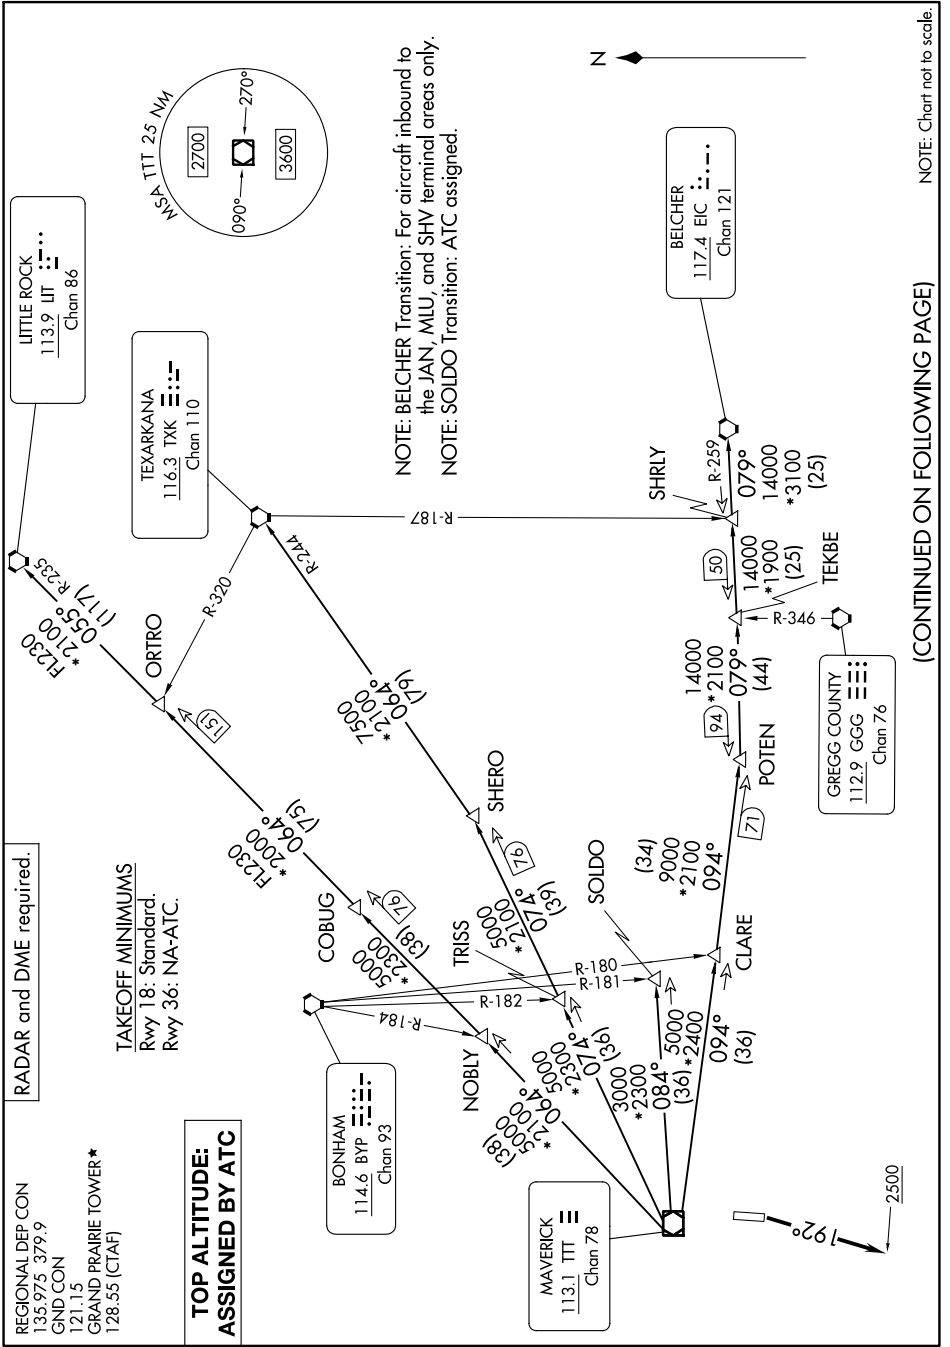 REGIONAL DEP CON
135.975 379.9
GND CON
121.15
GRAND PRAIRIE TOWER★
128.55 (CTAF)
RADAR and DME required.
TAKEOFF MINIMUMS
Rwy 18: Standard.
Rwy 36: NA-ATC.
TOP ALTITUDE:
ASSIGNED BY ATC
LITTLE ROCK
113.9 LIT
Chan 86
R-235
FL230
*2100
055°
(117)
ORTRO
151
R-320
TEXARKANA
116.3 TXK
Chan 110
R-244
R-187
MSA TTT 25 NM
2700
090°
270°
3600
FL230
*2000
064°
(75)
COBUG
76
5000
*2300
(38)
NOBLY
7500
*2100
064°
(79)
SHERO
76
5000
*2100
074°
(39)
TRISS
BONHAM
114.6 BYP
Chan 93
R-184
R-182
R-181
R-180
5000
*2100
064°
(38)
5000
*2300
074°
(36)
SOLDO
3000
*2300
084°
(36)
5000
*2400
094°
(36)
CLARE
(34)
9000
*2100
094°
71
POTEN
94
14000
*2100
079°
(44)
TEKBE
GREGG COUNTY
112.9 GGG
Chan 76
R-346
50
14000
*1900
(25)
SHRLY
R-259
079°
14000
*3100
(25)
BELCHER
117.4 EIC
Chan 121
MAVERICK
113.1 TTT
Chan 78
192°
2500
N
NOTE: BELCHER Transition: For aircraft inbound to
the JAN, MLU, and SHV terminal areas only.
NOTE: SOLDO Transition: ATC assigned.
(CONTINUED ON FOLLOWING PAGE)
NOTE: Chart not to scale.